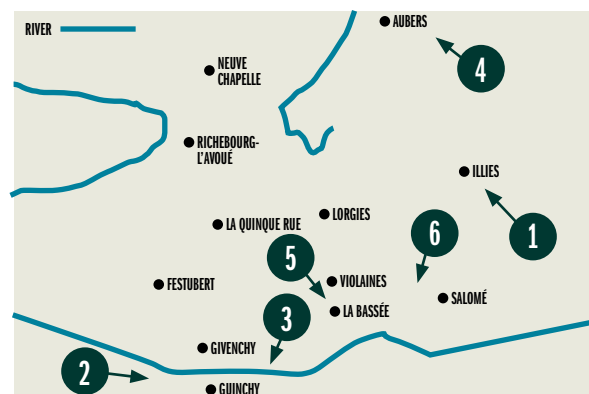 RIVER
AUBERS
NEUVE
CHAPELLE
4
RICHEBOURG-
L'AVOUÉ
ILLIES
1
LORGIES
LA QUINQUE RUE
6
5
VIOLAINES
FESTUBERT
SALOMÉ
LA BASSÉE
3
GIVENCHY
2
GUINCHY